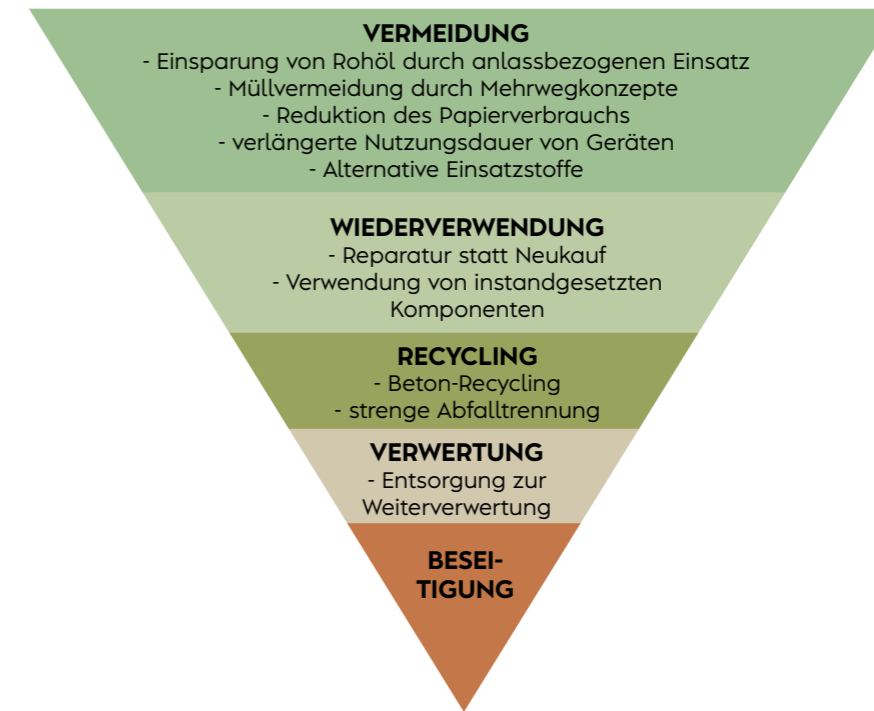 VERMEIDUNG
- Einsparung von Rohöl durch anlassbezogenen Einsatz
- Müllvermeidung durch Mehrwegkonzepte
- Reduktion des Papierverbrauchs
- verlängerte Nutzungsdauer von Geräten
- Alternative Einsatzstoffe
WIEDERVERWENDUNG
- Reparatur statt Neukauf
- Verwendung von instandgesetzten
Komponenten
RECYCLING
- Beton-Recycling
- strenge Abfalltrennung
VERWERTUNG
- Entsorgung zur
Weiterverwertung
BESEI-
TIGUNG